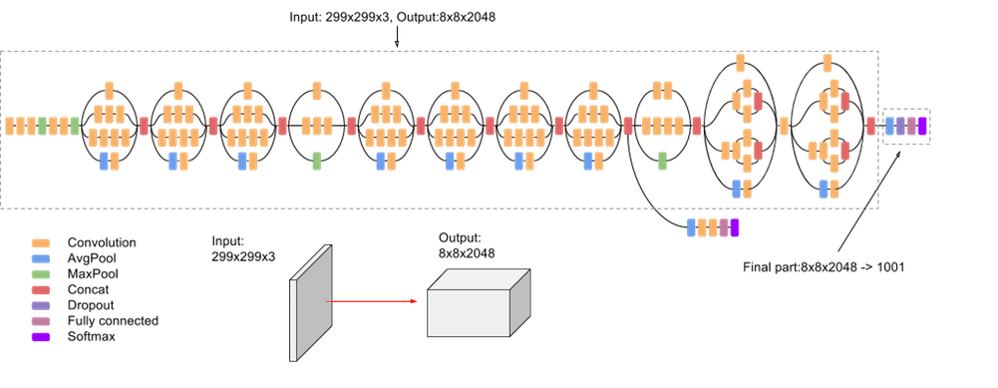 Input: 299x299x3, Output:8x8x2048
Input:
299x299x3
Output:
8x8x2048
Convolution
AvgPool
MaxPool
Concat
Dropout
Fully connected
Softmax
Final part:8x8x2048 -> 1001